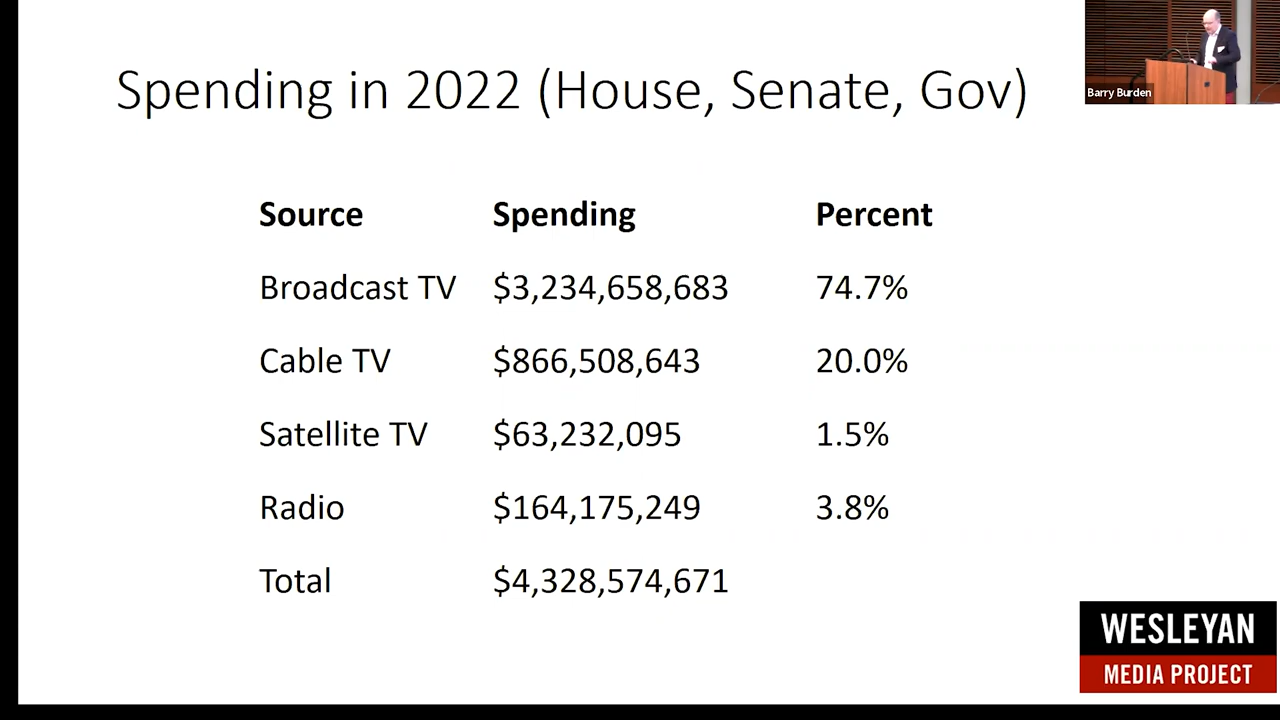 Spending in 2022 (House, Senate, Gov)
Barry Burden
Source Spending Percent
Broadcast TV $3,234,658,683 74.7%
Cable TV $866,508,643 20.0%
Satellite TV $63,232,095 1.5%
Radio $164,175,249 3.8%
Total $4,328,574,671
WESLEYAN
MEDIA PROJECT